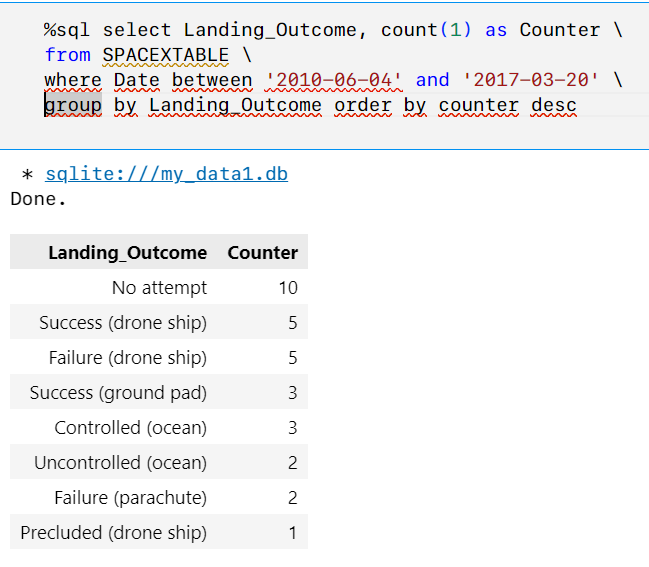 %sql select Landing_Outcome, count(1) as Counter \
from SPACEXTABLE \
where Date between '2010-06-04' and '2017-03-20' \
group by Landing_Outcome order by counter desc
* sqlite:///my_data1.db
Done.
Landing_Outcome Counter
No attempt 10
Success (drone ship) 5
Failure (drone ship) 5
Success (ground pad) 3
Controlled (ocean) 3
Uncontrolled (ocean) 2
Failure (parachute) 2
Precluded (drone ship) 1